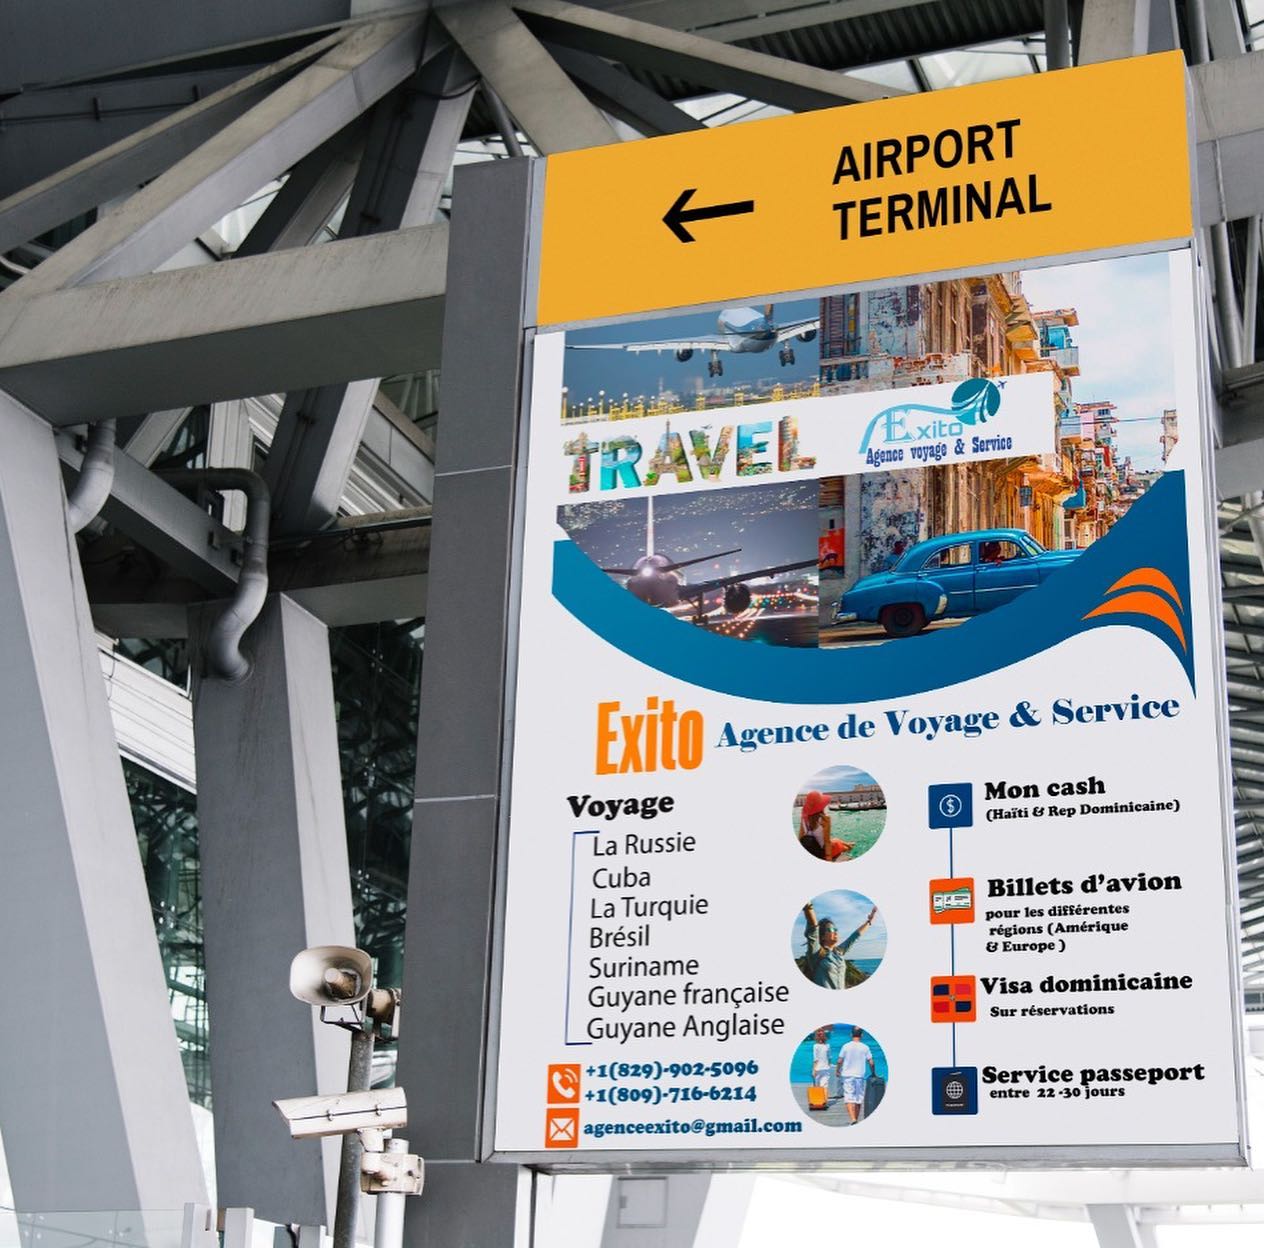 AIRPORT
TERMINAL
TRAVEL
Exito
Agence voyage & Service
Exito Agence de Voyage & Service
Voyage
La Russie
Cuba
La Turquie
Brésil
Suriname
Guyane française
Guyane Anglaise
+1(829)-902-5096
+1(809)-716-6214
agenceexito@gmail.com
Mon cash
(Haïti & Rep Dominicaine)
Billets d'avion
pour les différentes
régions (Amérique
& Europe )
Visa dominicaine
Sur réservations
Service passeport
entre 22 -30 jours